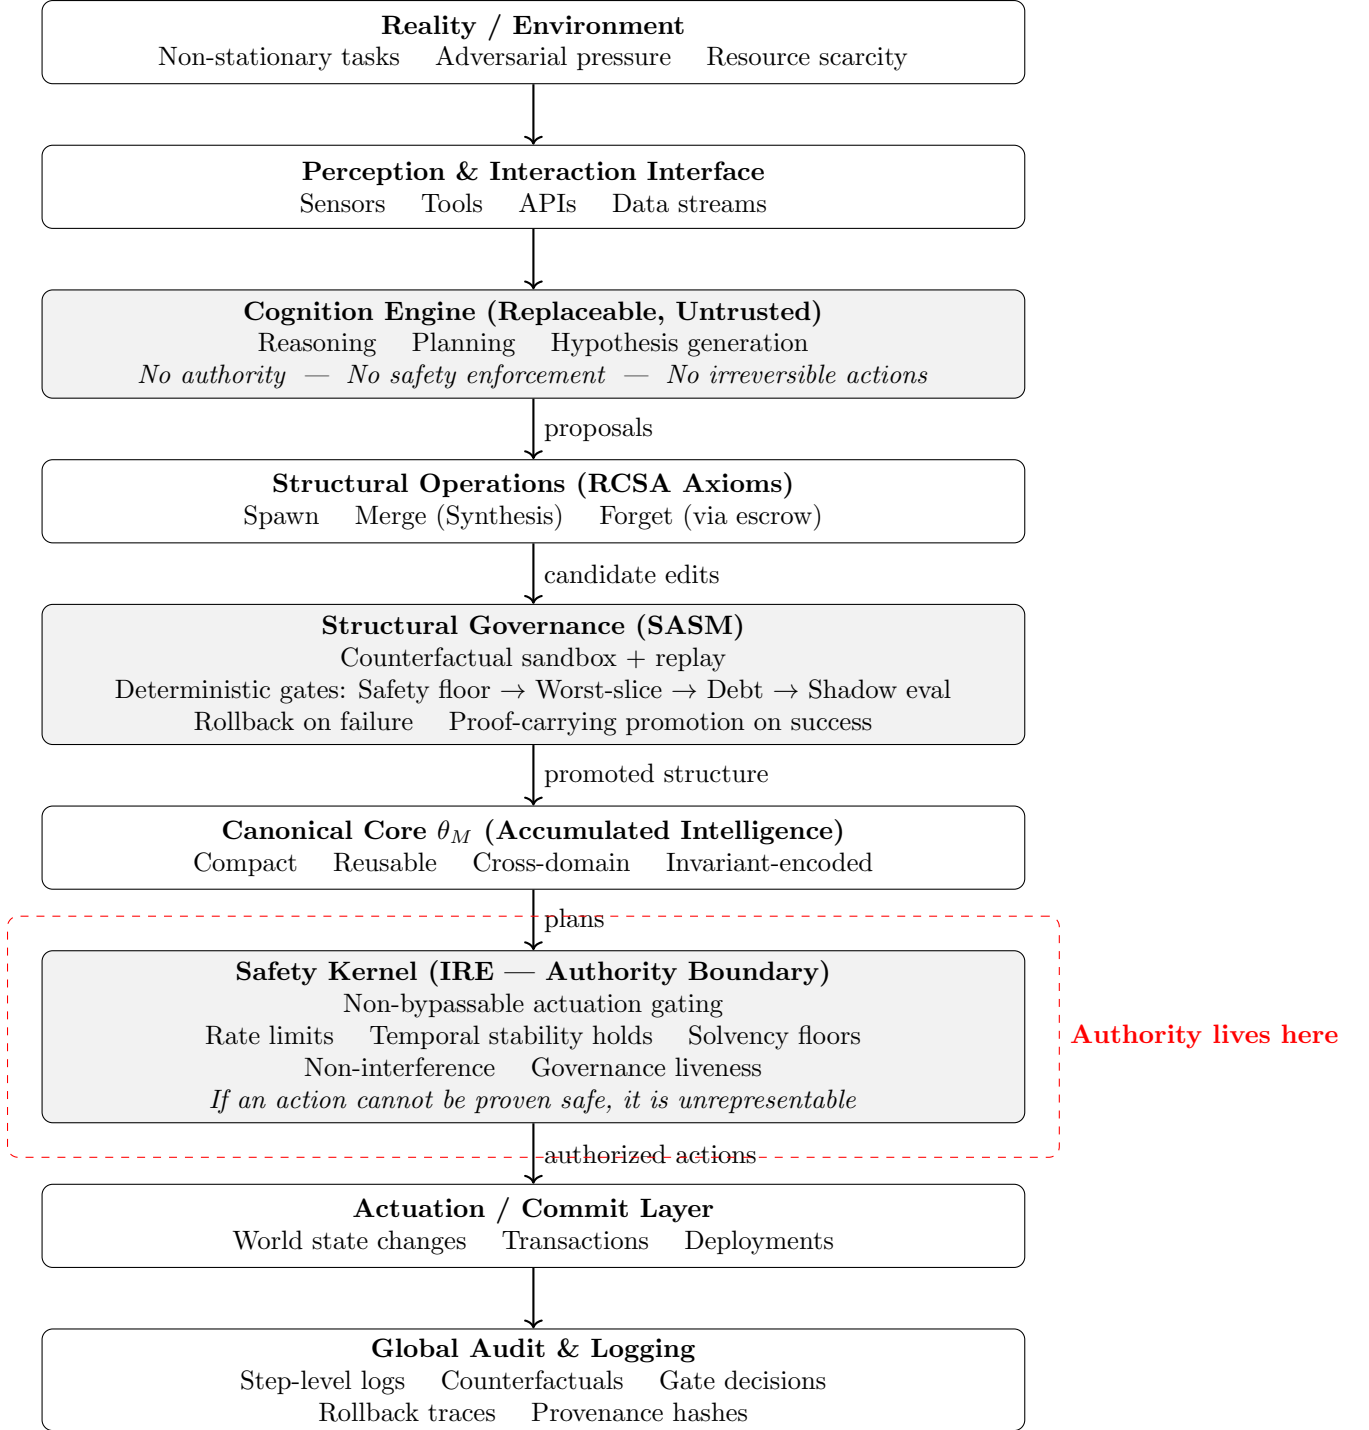 Reality / Environment
Non-stationary tasks Adversarial pressure Resource scarcity
Perception & Interaction Interface
Sensors Tools APIs Data streams
Cognition Engine (Replaceable, Untrusted)
Reasoning Planning Hypothesis generation
No authority — No safety enforcement — No irreversible actions
proposals
Structural Operations (RCSA Axioms)
Spawn Merge (Synthesis) Forget (via escrow)
candidate edits
Structural Governance (SASM)
Counterfactual sandbox + replay
Deterministic gates: Safety floor → Worst-slice → Debt → Shadow eval
Rollback on failure Proof-carrying promotion on success
promoted structure
Canonical Core θ_M (Accumulated Intelligence)
Compact Reusable Cross-domain Invariant-encoded
plans
Safety Kernel (IRE — Authority Boundary)
Non-bypassable actuation gating
Rate limits Temporal stability holds Solvency floors
Non-interference Governance liveness
If an action cannot be proven safe, it is unrepresentable
Authority lives here
authorized actions
Actuation / Commit Layer
World state changes Transactions Deployments
Global Audit & Logging
Step-level logs Counterfactuals Gate decisions
Rollback traces Provenance hashes